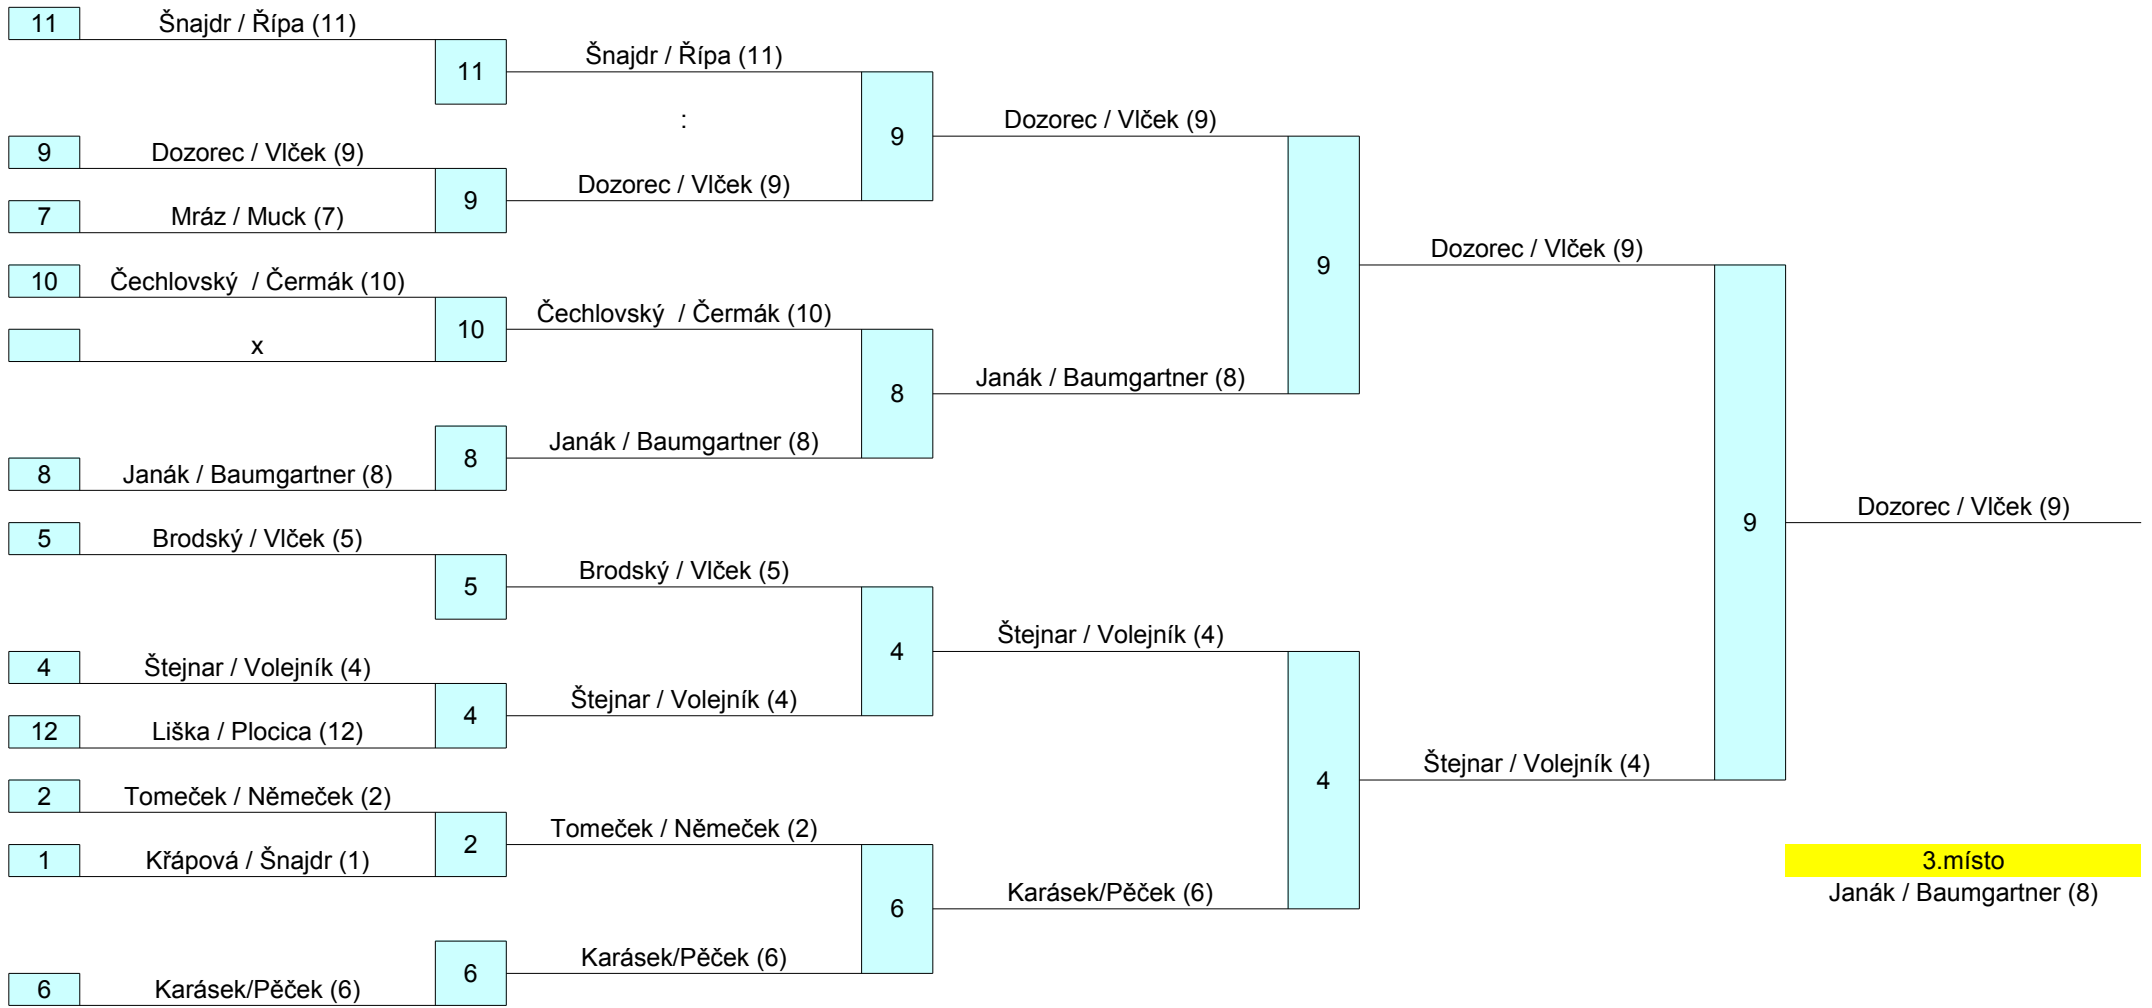 11 Šnajdr / Řípa (11)
11
Šnajdr / Řípa (11)
:
9
Dozorec / Vlček (9)
9 Dozorec / Vlček (9)
9
Dozorec / Vlček (9)
7 Mráz / Muck (7)
9
Dozorec / Vlček (9)
10 Čechlovský / Čermák (10)
10
Čechlovský / Čermák (10)
x
8
Janák / Baumgartner (8)
8
Janák / Baumgartner (8)
8 Janák / Baumgartner (8)
9
Dozorec / Vlček (9)
5 Brodský / Vlček (5)
5
Brodský / Vlček (5)
4
Štejnar / Volejník (4)
4 Štejnar / Volejník (4)
4
Štejnar / Volejník (4)
12 Liška / Plocica (12)
4
Štejnar / Volejník (4)
2 Tomeček / Němeček (2)
2
Tomeček / Němeček (2)
1 Křápová / Šnajdr (1)
6
Karásek/Pěček (6)
6
Karásek/Pěček (6)
6 Karásek/Pěček (6)
3.místo
Janák / Baumgartner (8)